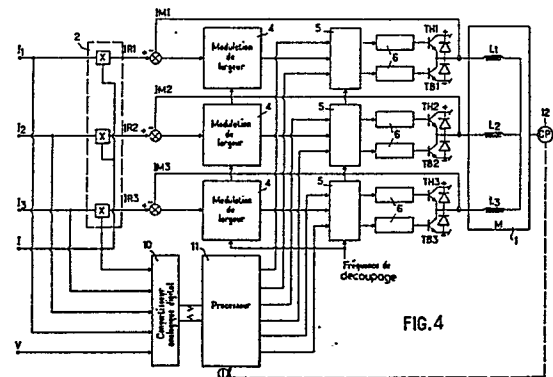 IM1
2
I1
IR1
+
-
4
Modulation
de
largeur
5
6
TH1
TB1
L1
IM2
I2
IR2
+
-
4
Modulation
de
largeur
5
6
TH2
TB2
L2
12
CP
IM3
I3
IR3
+
-
4
Modulation
de
largeur
5
6
TH3
TB3
L3
M
1
I
10
11
Fréquence de
découpage
Convertisseur
analogique digital
Processeur
V
FIG.4